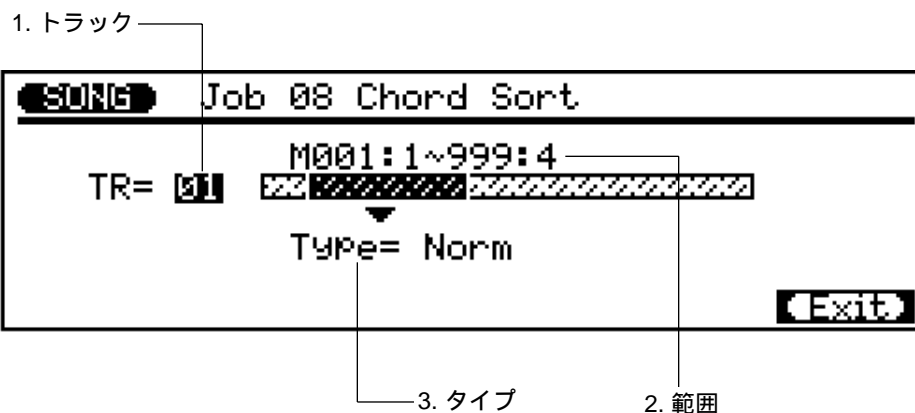 1. トラック
SONG Job 08 Chord Sort
M001:1~999:4
TR= 01
Type= Norm
Exit
3. タイプ
2. 範囲